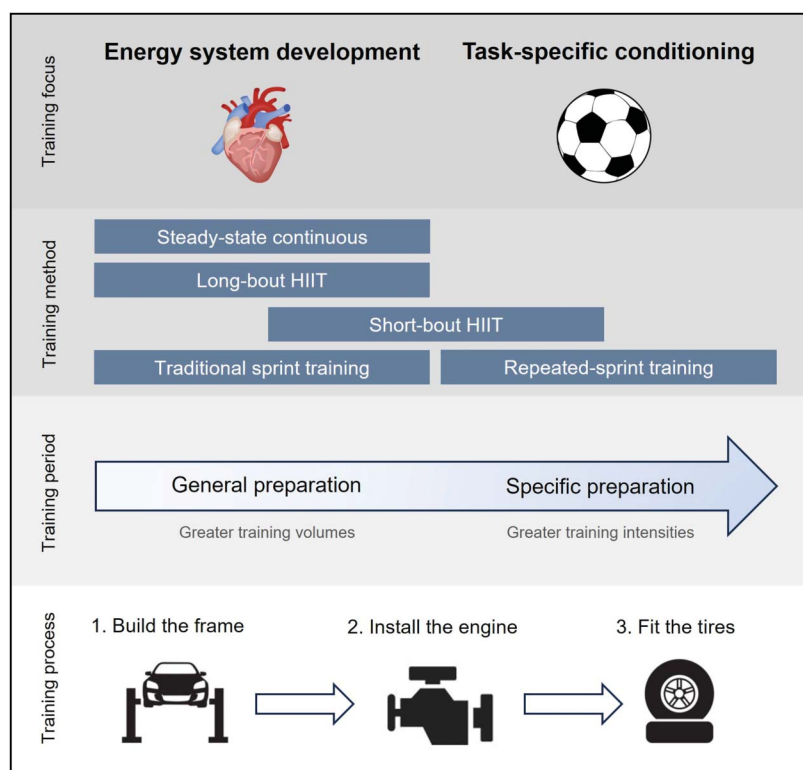 Training focus
Energy system development
Task-specific conditioning
Training method
Steady-state continuous
Long-bout HIIT
Short-bout HIIT
Traditional sprint training
Repeated-sprint training
Training period
General preparation
Specific preparation
Greater training volumes
Greater training intensities
Training process
1. Build the frame
2. Install the engine
3. Fit the tires